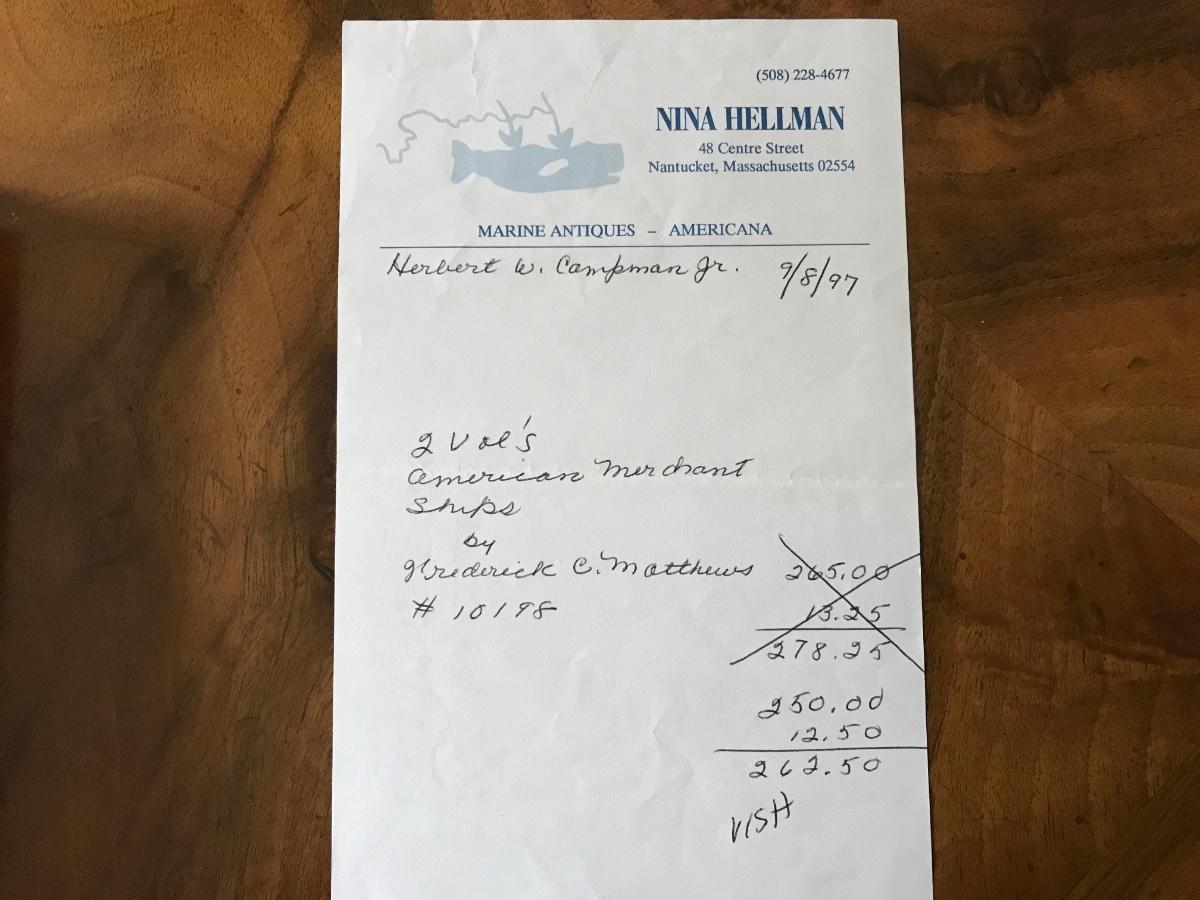 (508) 228-4677
NINA HELLMAN
48 Centre Street
Nantucket, Massachusetts 02554
MARINE ANTIQUES – AMERICANA
Herbert W. Campman Jr. 9/8/97
2 Vol's
American Merchant
Ships
by
Frederick C. Matthews 265.00
# 10198 13.25
278.25
250.00
12.50
262.50
VISA